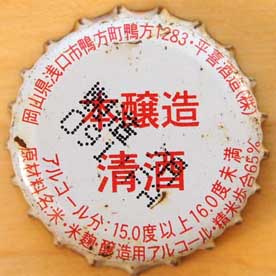 岡山県浅口市鴨方町鴨方1283・平喜酒造(株)
本醸造
清酒
アルコール分・15.0度以上16.0度未満
原材料名:米・米麹・醸造用アルコール・精米歩合65%